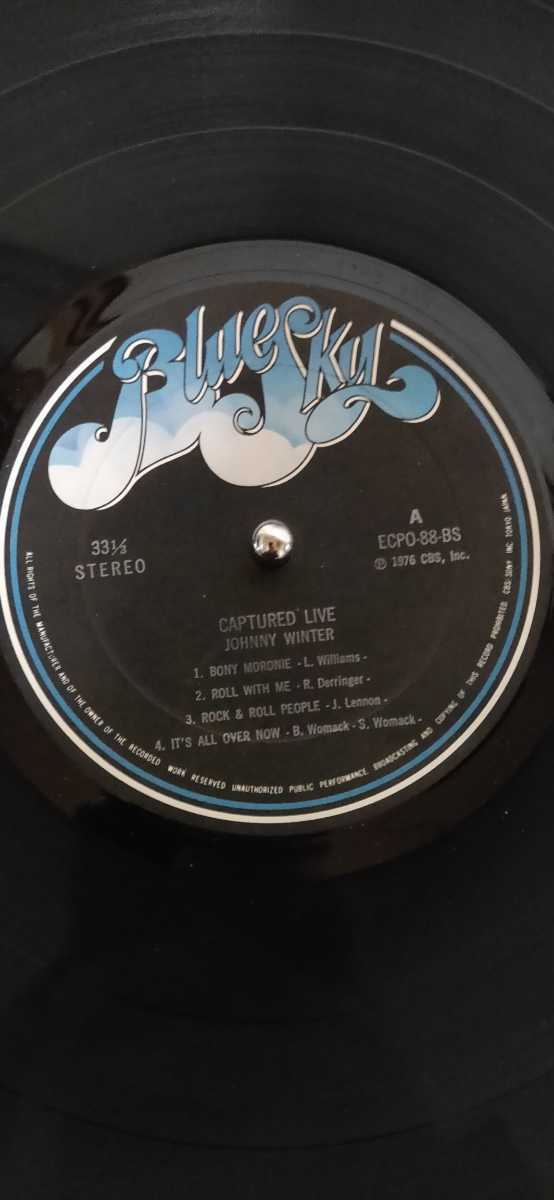 Blue Sky
33⅓
STEREO
A
ECPO-88-BS
Ⓟ 1976 CBS, Inc.
CAPTURED LIVE
JOHNNY WINTER
1. BONY MORONIE - L. Williams -
2. ROLL WITH ME - R. Derringer -
3. ROCK & ROLL PEOPLE - J. Lennon -
4. IT'S ALL OVER NOW - B. Womack - S. Womack -
ALL RIGHTS OF THE MANUFACTURER AND OF THE OWNER OF THE RECORDED WORK RESERVED UNAUTHORIZED PUBLIC PERFORMANCE. BROADCASTING AND COPYING OF THIS RECORD PROHIBITED CBS/SONY INC TOKYO JAPAN